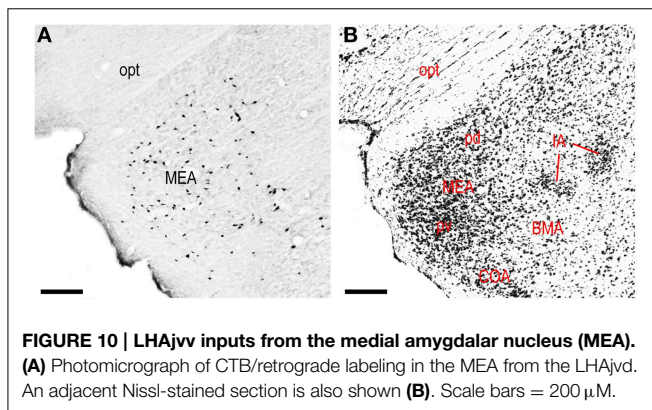 A
opt
MEA
B
opt
pd
IA
MEA
BMA
pv
COA
FIGURE 10 | LHAjvv inputs from the medial amygdalar nucleus (MEA).
(A) Photomicrograph of CTB/retrograde labeling in the MEA from the LHAjvd.
An adjacent Nissl-stained section is also shown (B). Scale bars = 200 μM.